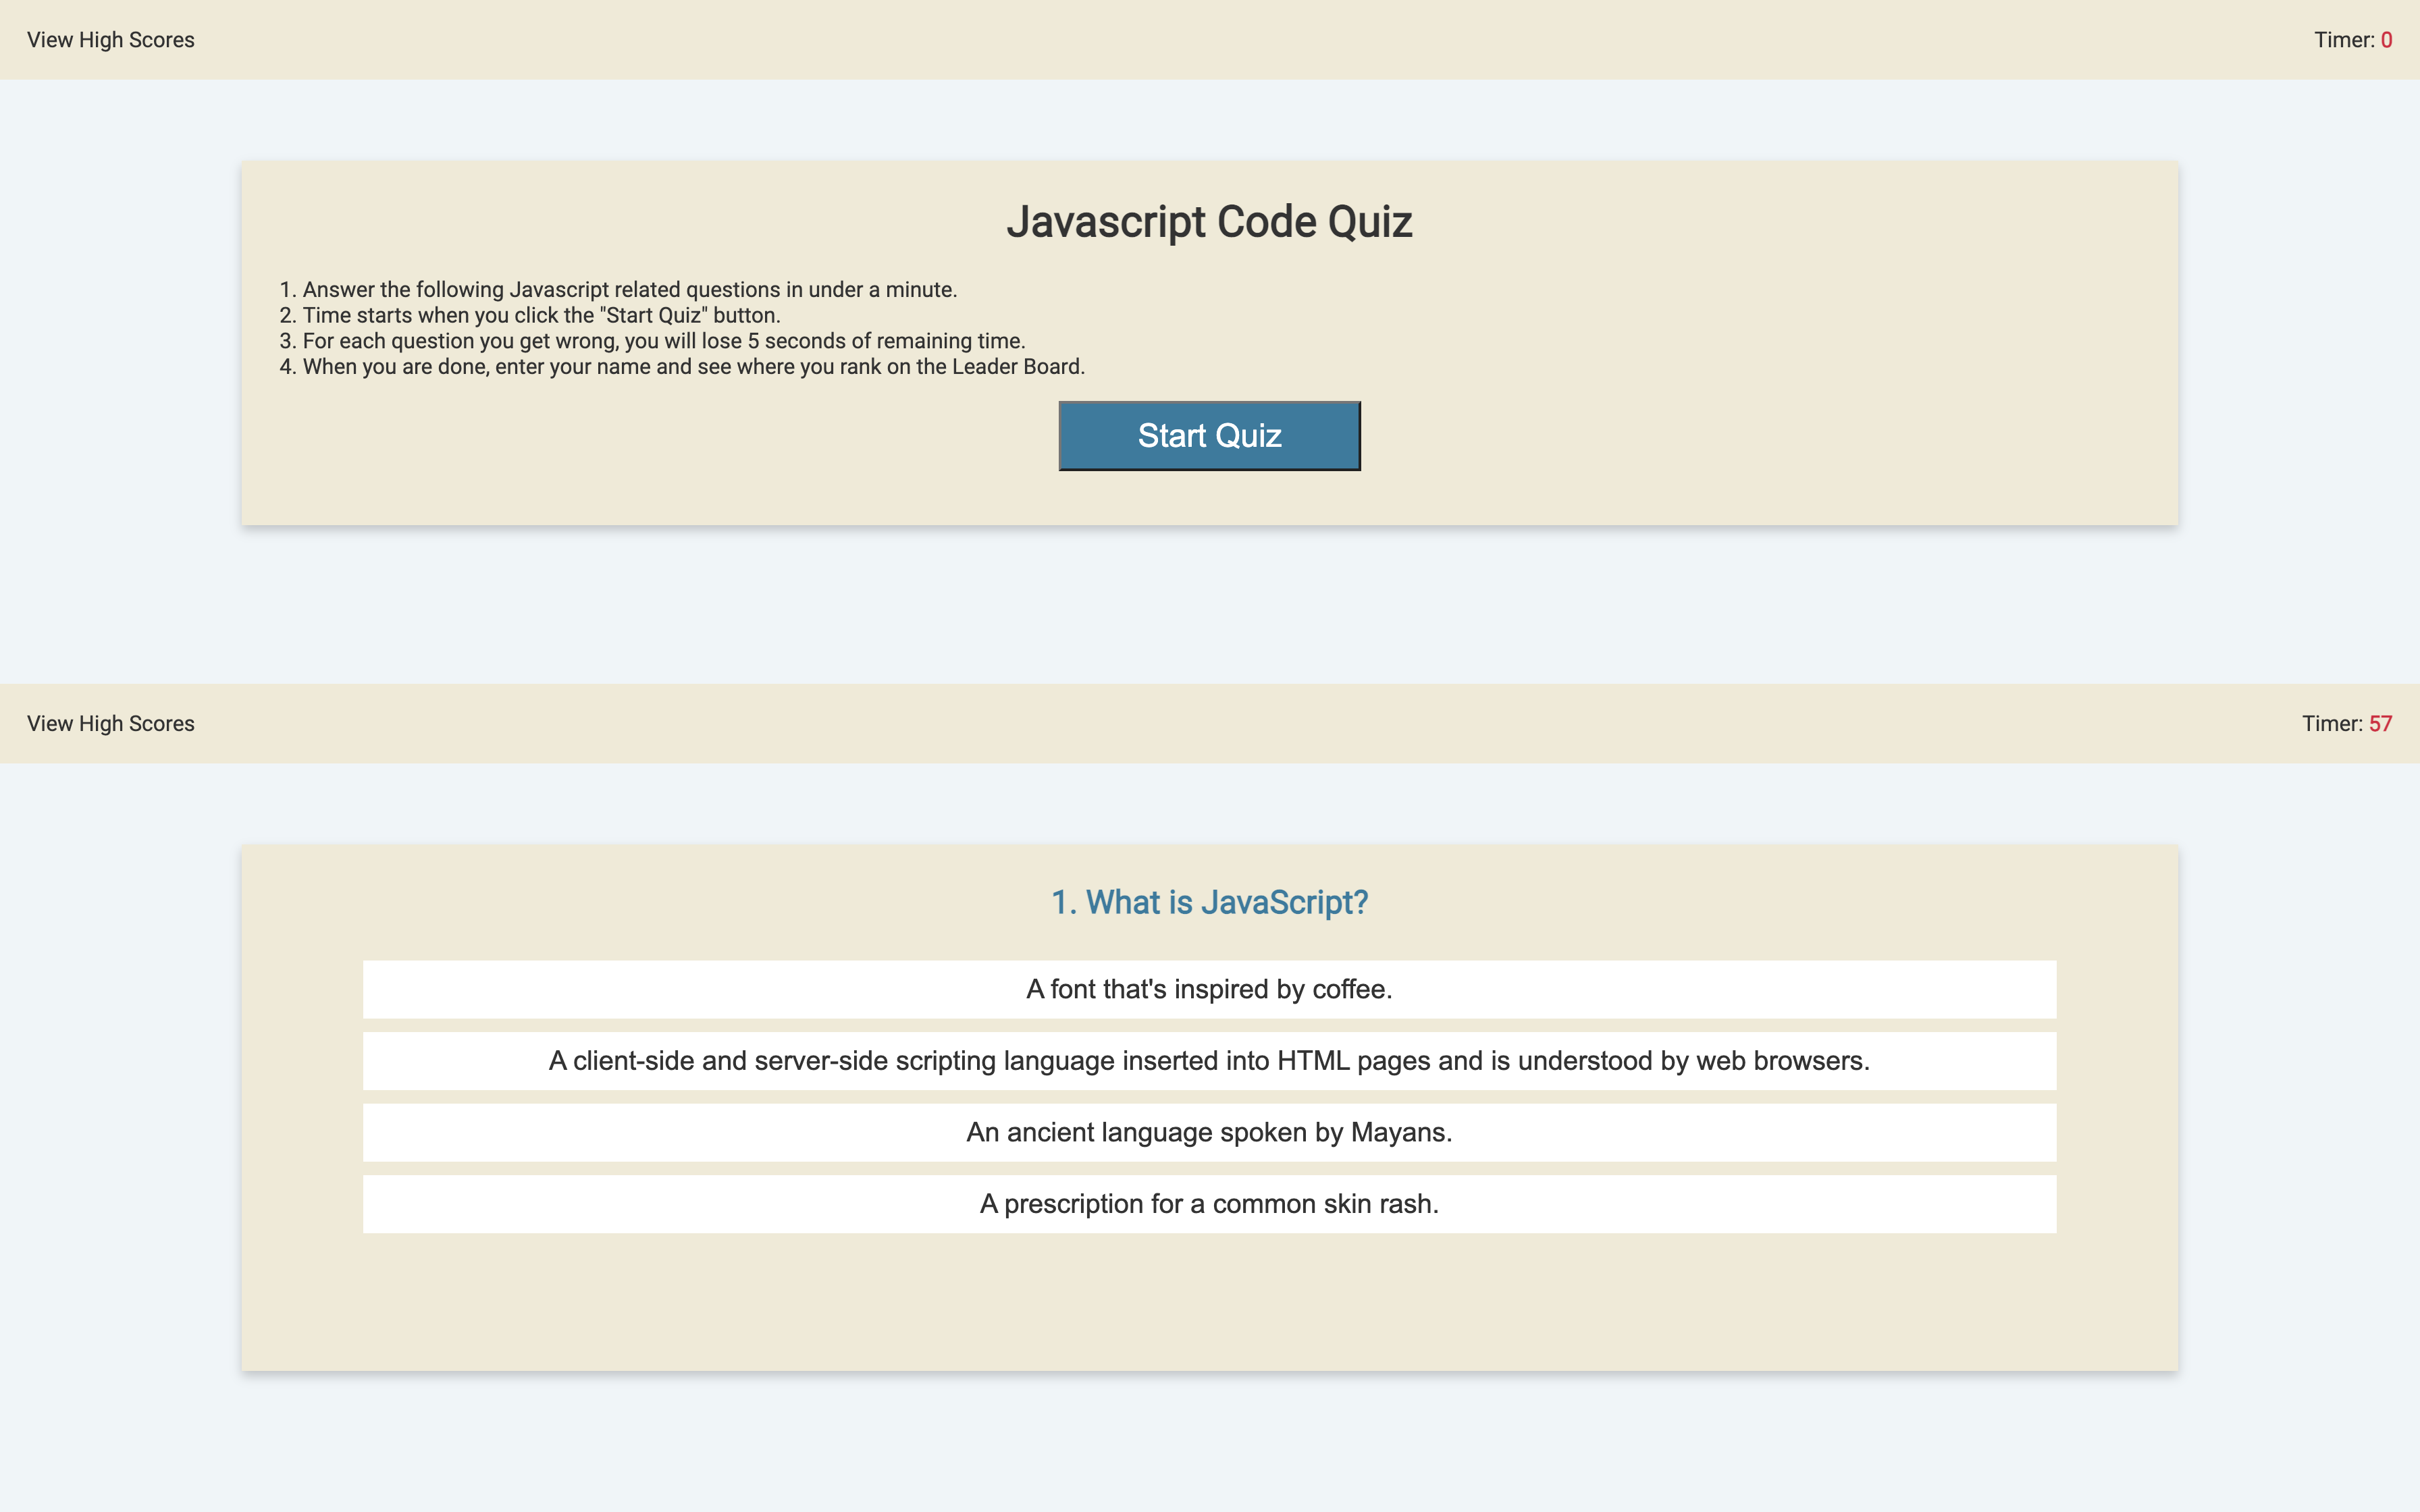 View High Scores
Timer: 0
Javascript Code Quiz
1. Answer the following Javascript related questions in under a minute.
2. Time starts when you click the "Start Quiz" button.
3. For each question you get wrong, you will lose 5 seconds of remaining time.
4. When you are done, enter your name and see where you rank on the Leader Board.
Start Quiz
View High Scores
Timer: 57
1. What is JavaScript?
A font that's inspired by coffee.
A client-side and server-side scripting language inserted into HTML pages and is understood by web browsers.
An ancient language spoken by Mayans.
A prescription for a common skin rash.